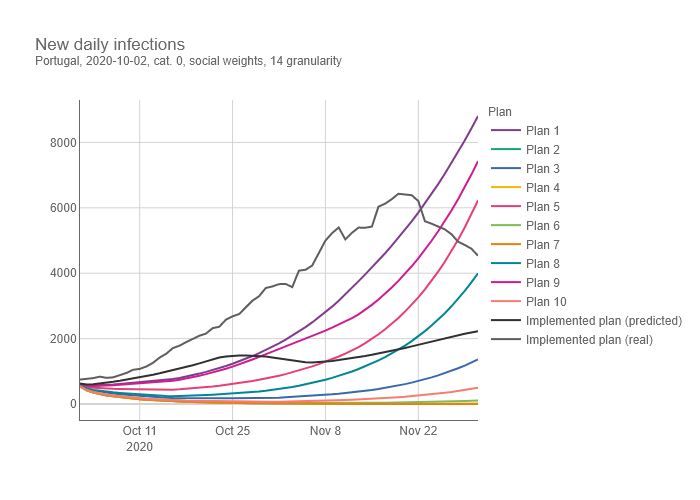 New daily infections
Portugal, 2020-10-02, cat. 0, social weights, 14 granularity
Plan
Plan 1
Plan 2
Plan 3
Plan 4
Plan 5
Plan 6
Plan 7
Plan 8
Plan 9
Plan 10
Implemented plan (predicted)
Implemented plan (real)
8000
6000
4000
2000
0
Oct 11
2020
Oct 25
Nov 8
Nov 22